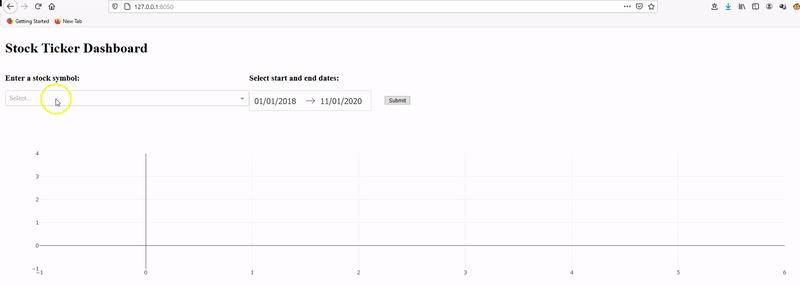 127.0.0.1:8050
Getting Started New Tab
Stock Ticker Dashboard
Enter a stock symbol: Select start and end dates:
Select... 01/01/2018 → 11/01/2020 Submit
4
3
2
1
0
−1
−1 0 1 2 3 4 5 6